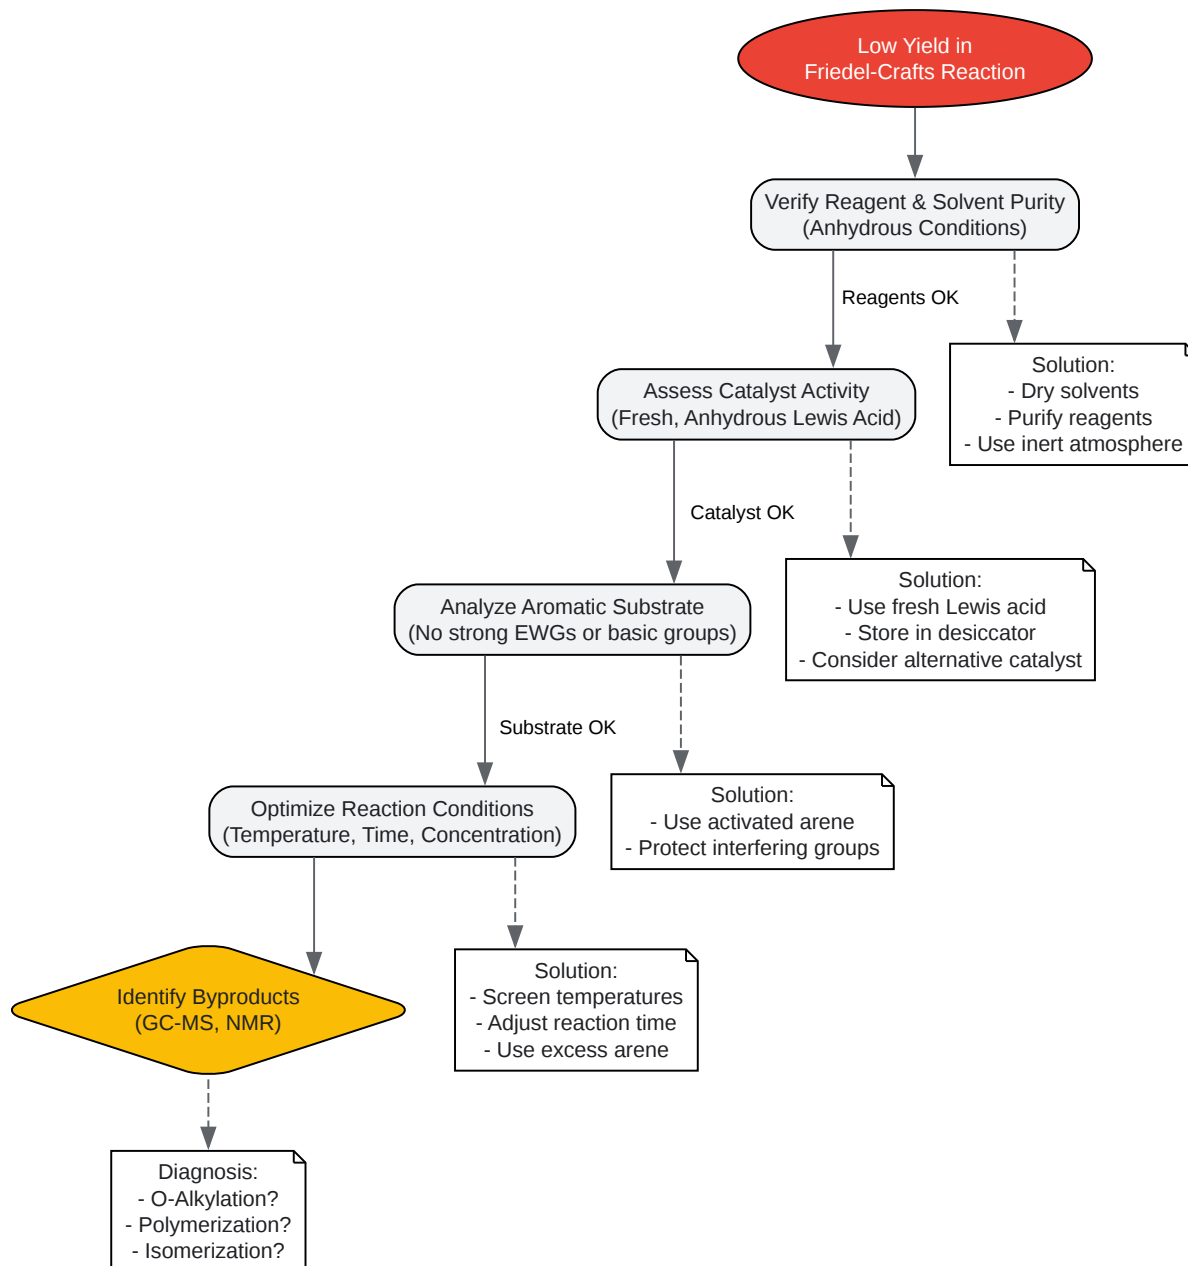 Low Yield in
Friedel-Crafts Reaction
Verify Reagent & Solvent Purity
(Anhydrous Conditions)
Reagents OK
Solution:
- Dry solvents
- Purify reagents
- Use inert atmosphere
Assess Catalyst Activity
(Fresh, Anhydrous Lewis Acid)
Catalyst OK
Solution:
- Use fresh Lewis acid
- Store in desiccator
- Consider alternative catalyst
Analyze Aromatic Substrate
(No strong EWGs or basic groups)
Substrate OK
Solution:
- Use activated arene
- Protect interfering groups
Optimize Reaction Conditions
(Temperature, Time, Concentration)
Solution:
- Screen temperatures
- Adjust reaction time
- Use excess arene
Identify Byproducts
(GC-MS, NMR)
Diagnosis:
- O-Alkylation?
- Polymerization?
- Isomerization?